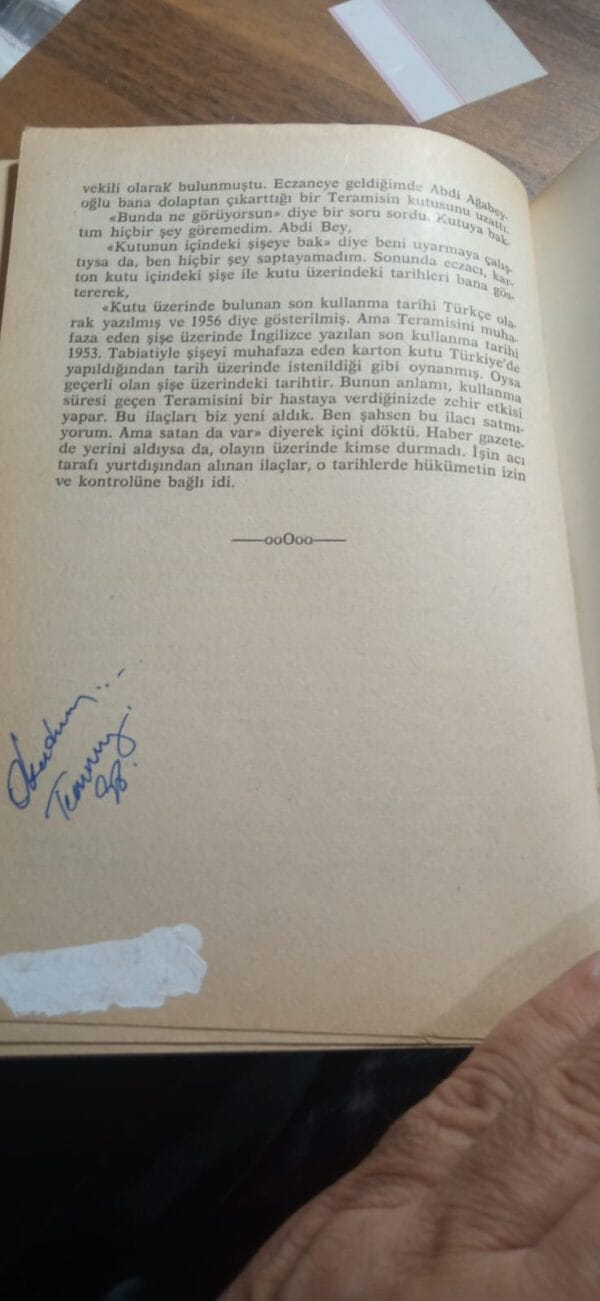 vekili olarak bulunmuştu. Eczaneye geldiğimde Abdi Ağabey-
oğlu bana dolaptan çıkarttığı bir Teramisin kutusunu uzattı.
«Bunda ne görüyorsun» diye bir soru sordu. Kutuya bak-
tım hiçbir şey göremedim. Abdi Bey,
«Kutunun içindeki şişeye bak» diye beni uyarmaya çalış-
tıysa da, ben hiçbir şey saptayamadım. Sonunda eczacı, kar-
ton kutu içindeki şişe ile kutu üzerindeki tarihleri bana gös-
tererek,
«Kutu üzerinde bulunan son kullanma tarihi Türkçe ola-
rak yazılmış ve 1956 diye gösterilmiş. Ama Teramisini muha-
faza eden şişe üzerinde İngilizce yazılan son kullanma tarihi
1953. Tabiatiyle şişeyi muhafaza eden karton kutu Türkiye'de
yapıldığından tarih üzerinde istenildiği gibi oynanmış. Oysa
geçerli olan şişe üzerindeki tarihtir. Bunun anlamı, kullanma
süresi geçen Teramisini bir hastaya verdiğinizde zehir etkisi
yapar. Bu ilaçları biz yeni aldık. Ben şahsen bu ilacı satmı-
yorum. Ama satan da var» diyerek içini döktü. Haber gazete-
de yerini aldıysa da, olayın üzerinde kimse durmadı. İşin acı
tarafı yurtdışından alınan ilaçlar, o tarihlerde hükümetin izin
ve kontrolüne bağlı idi.
——ooOoo——
Okudum...
Temmuz.
98.